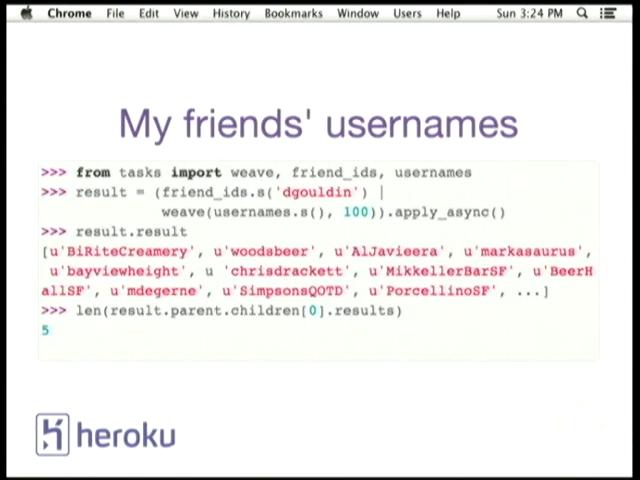 Chrome File Edit View History Bookmarks Window Users Help Sun 3:24 PM
My friends' usernames
>>> from tasks import weave, friend_ids, usernames
>>> result = (friend_ids.s('dgouldin') |
weave(usernames.s(), 100)).apply_async()
>>> result.result
[u'BiRiteCreamery', u'woodsbeer', u'AlJavieera', u'markasaurus',
u'bayviewheight', u 'chrisdrackett', u'MikkellerBarSF', u'BeerH
allSF', u'mdegerne', u'SimpsonsQOTD', u'PorcellinoSF', ...]
>>> len(result.parent.children[0].results)
5
heroku